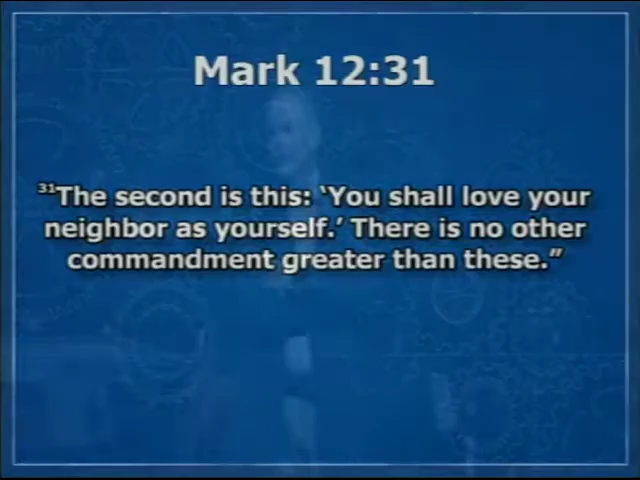 Mark 12:31
³¹The second is this: ‘You shall love your
neighbor as yourself.’ There is no other
commandment greater than these.”